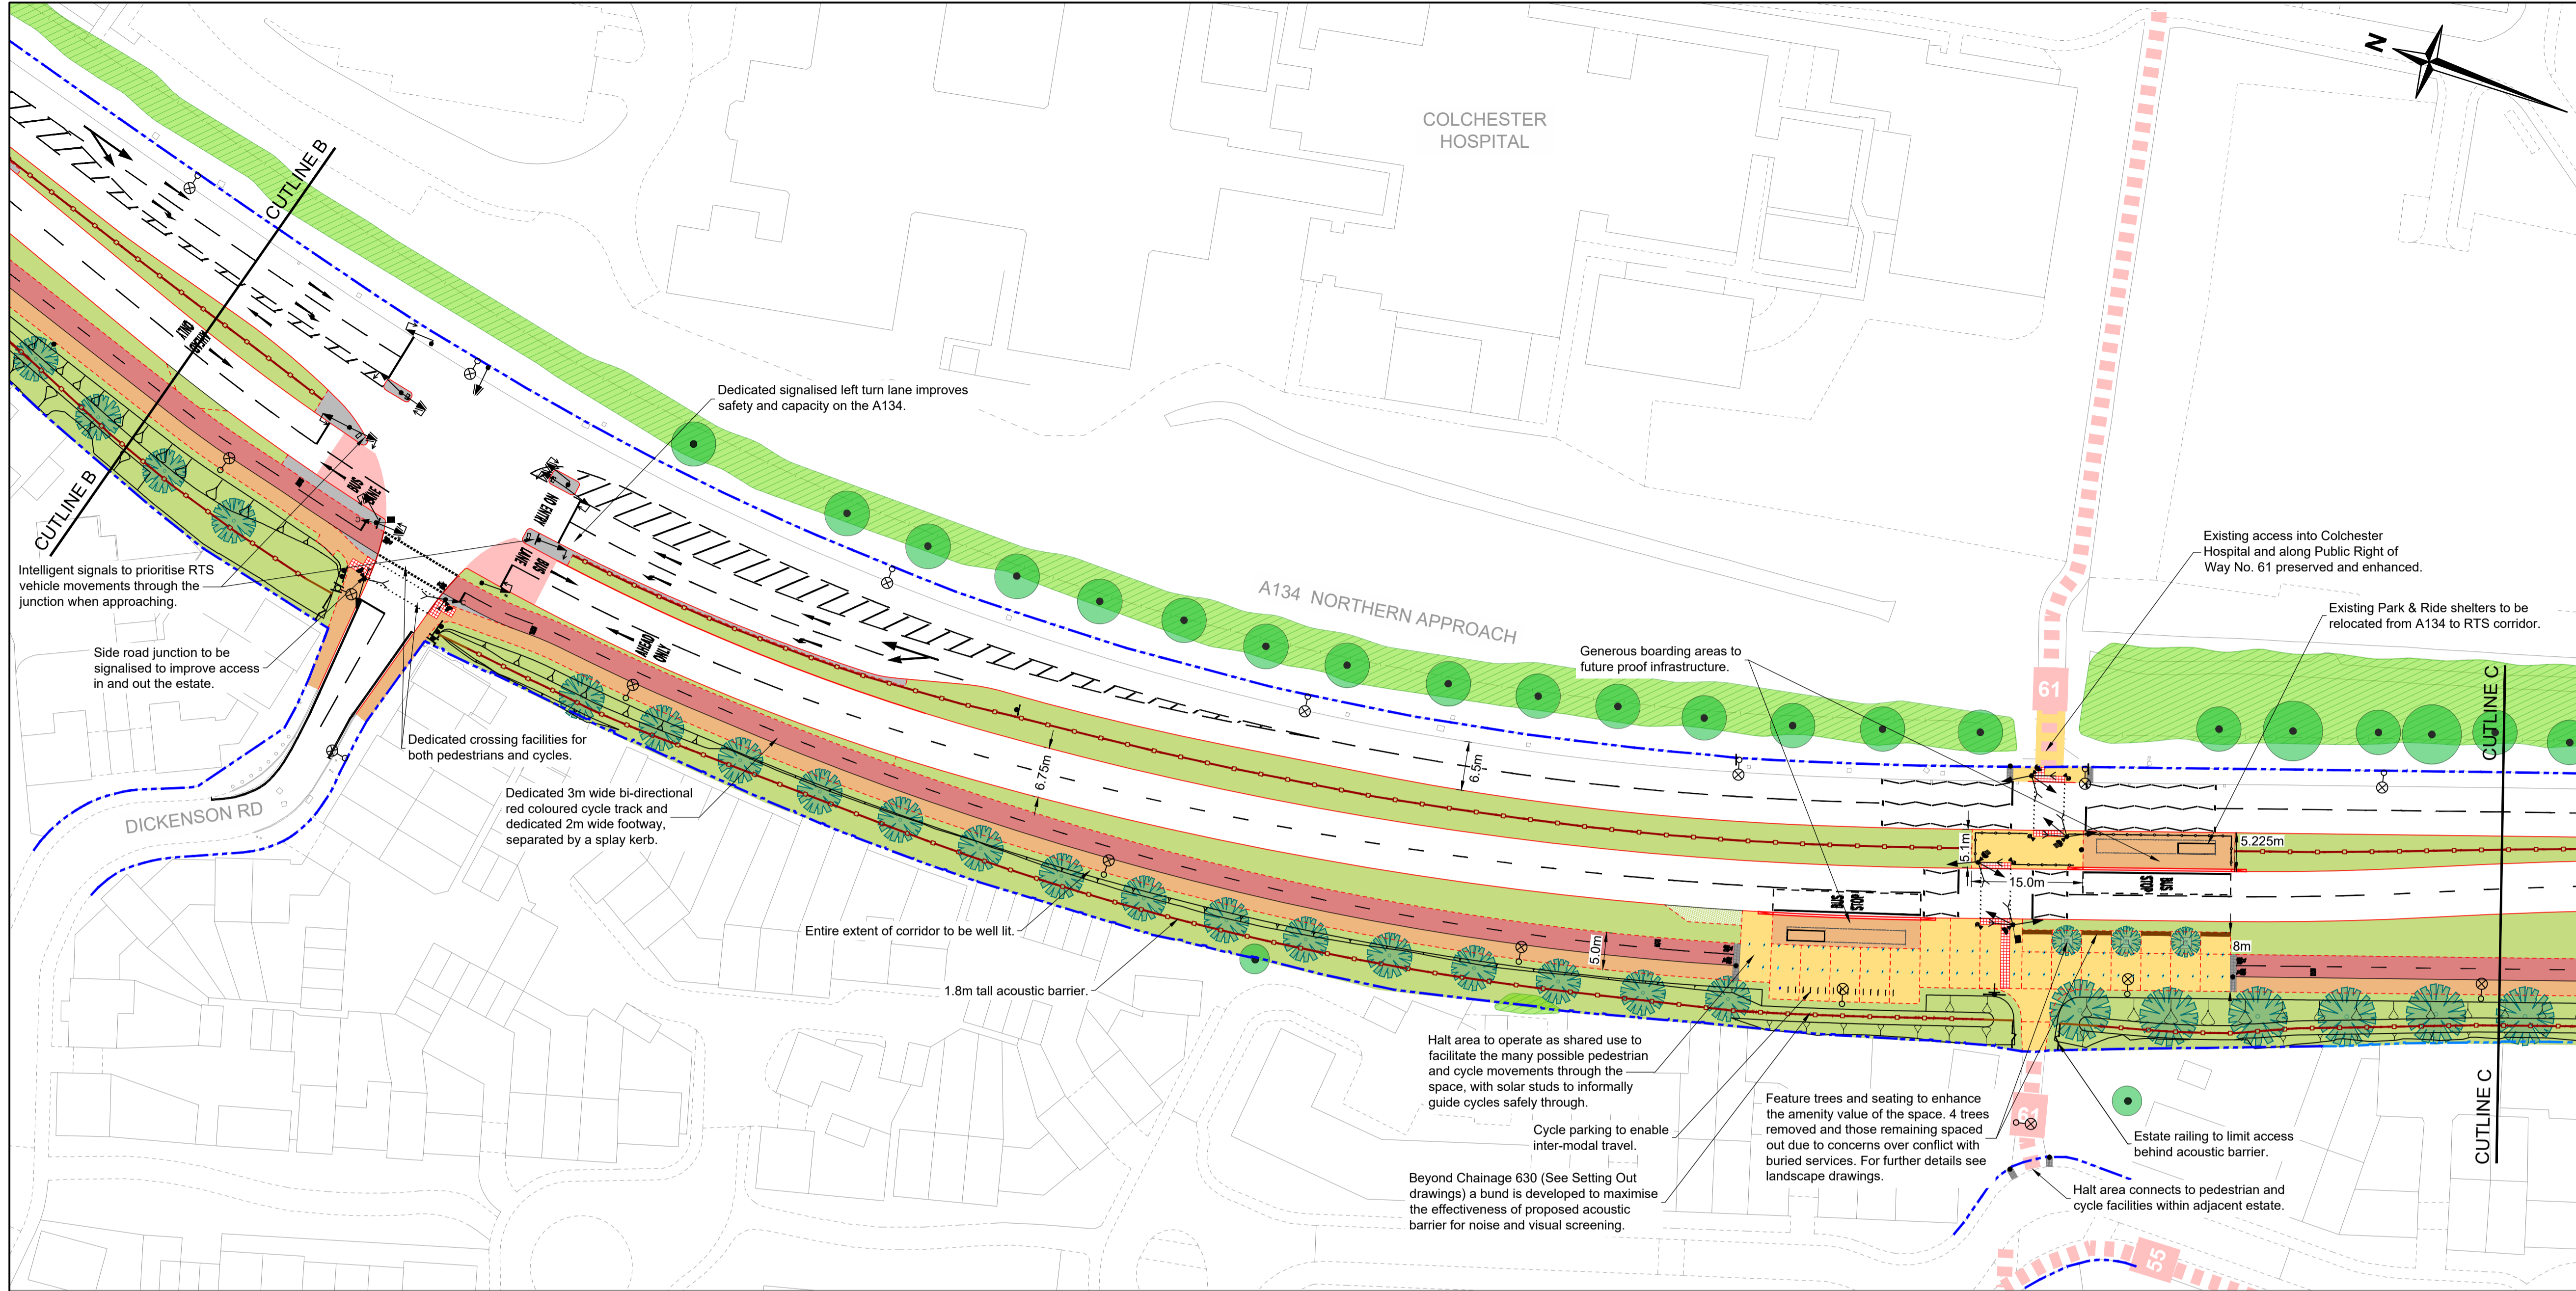 N
COLCHESTER
HOSPITAL
CUTLINE B
AHEAD
ONLY
Dedicated signalised left turn lane improves
safety and capacity on the A134.
CUTLINE B
BUS
LANE
NO ENTRY
BUS
LANE
Intelligent signals to prioritise RTS
vehicle movements through the
junction when approaching.
Side road junction to be
signalised to improve access
in and out the estate.
AHEAD
ONLY
A134 NORTHERN APPROACH
Existing access into Colchester
Hospital and along Public Right of
Way No. 61 preserved and enhanced.
Existing Park & Ride shelters to be
relocated from A134 to RTS corridor.
Generous boarding areas to
future proof infrastructure.
61
CUTLINE C
Dedicated crossing facilities for
both pedestrians and cycles.
6.75m
6.5m
Dedicated 3m wide bi-directional
red coloured cycle track and
dedicated 2m wide footway,
separated by a splay kerb.
DICKENSON RD
5.1m
5.225m
15.0m
BUS
STOP
BUS
STOP
Entire extent of corridor to be well lit.
5.0m
8m
1.8m tall acoustic barrier.
Halt area to operate as shared use to
facilitate the many possible pedestrian
and cycle movements through the
space, with solar studs to informally
guide cycles safely through.
Cycle parking to enable
inter-modal travel.
Beyond Chainage 630 (See Setting Out
drawings) a bund is developed to maximise
the effectiveness of proposed acoustic
barrier for noise and visual screening.
Feature trees and seating to enhance
the amenity value of the space. 4 trees
removed and those remaining spaced
out due to concerns over conflict with
buried services. For further details see
landscape drawings.
61
Estate railing to limit access
behind acoustic barrier.
CUTLINE C
Halt area connects to pedestrian and
cycle facilities within adjacent estate.
55